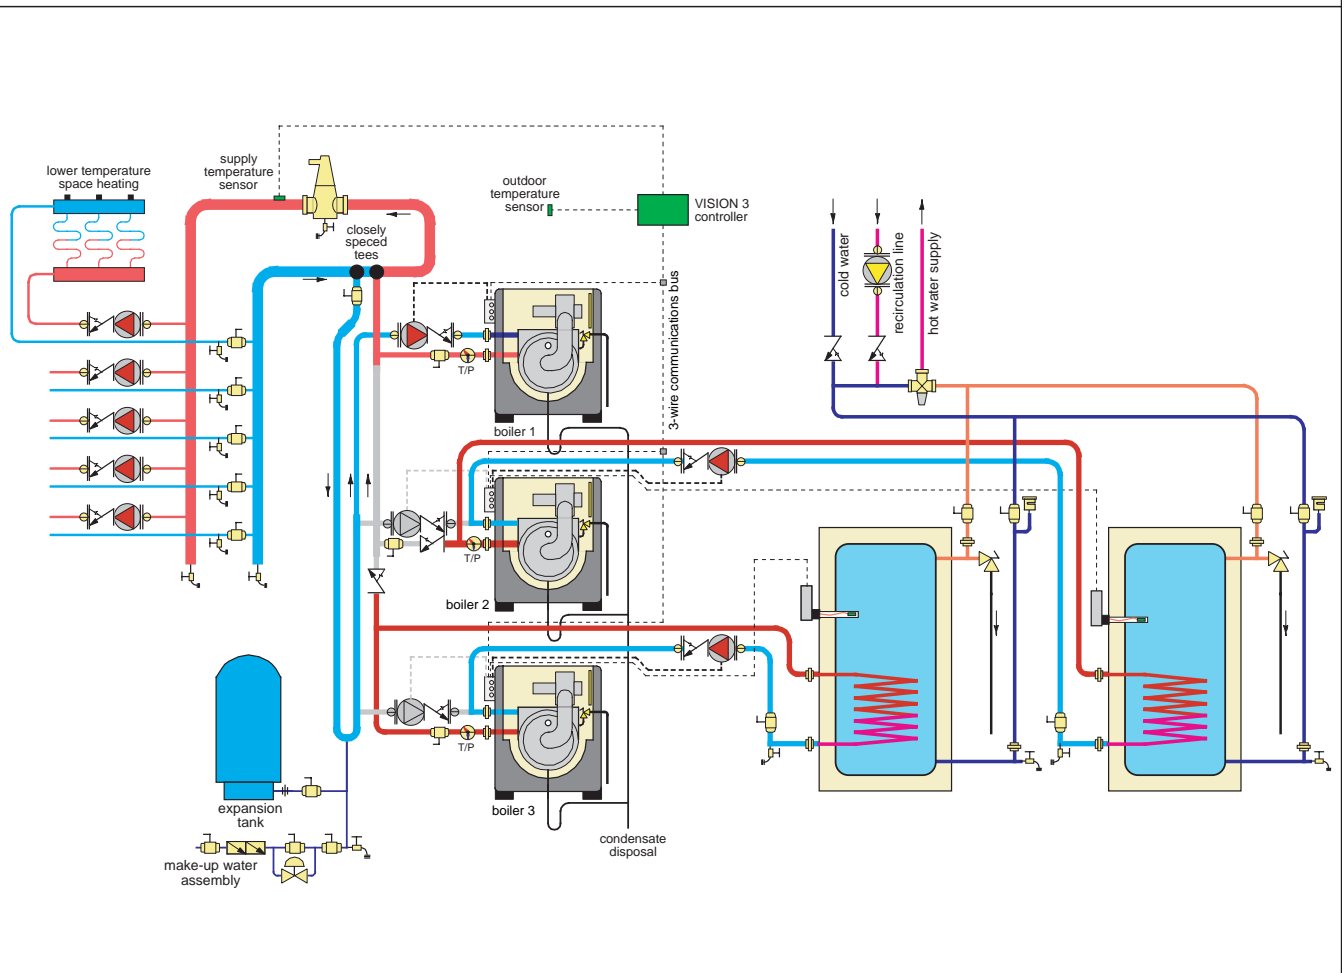 lower temperature
space heating
supply
temperature
sensor
closely
speced
tees
outdoor
temperature
sensor
VISION 3
controller
3-wire communications bus
cold water
recirculation line
hot water supply
T/P
boiler 1
T/P
boiler 2
T/P
boiler 3
expansion
tank
condensate
disposal
make-up water
assembly